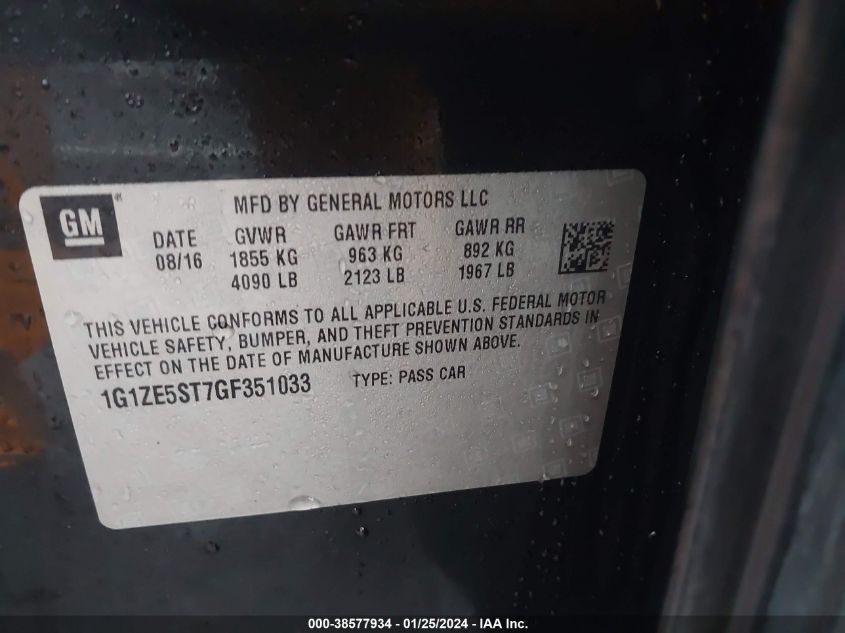 GM
MFD BY GENERAL MOTORS LLC
DATE GVWR GAWR FRT GAWR RR
08/16 1855 KG 963 KG 892 KG
4090 LB 2123 LB 1967 LB
THIS VEHICLE CONFORMS TO ALL APPLICABLE U.S. FEDERAL MOTOR
VEHICLE SAFETY, BUMPER, AND THEFT PREVENTION STANDARDS IN
EFFECT ON THE DATE OF MANUFACTURE SHOWN ABOVE.
1G1ZE5ST7GF351033 TYPE: PASS CAR
000-38577934 - 01/25/2024 - IAA Inc.